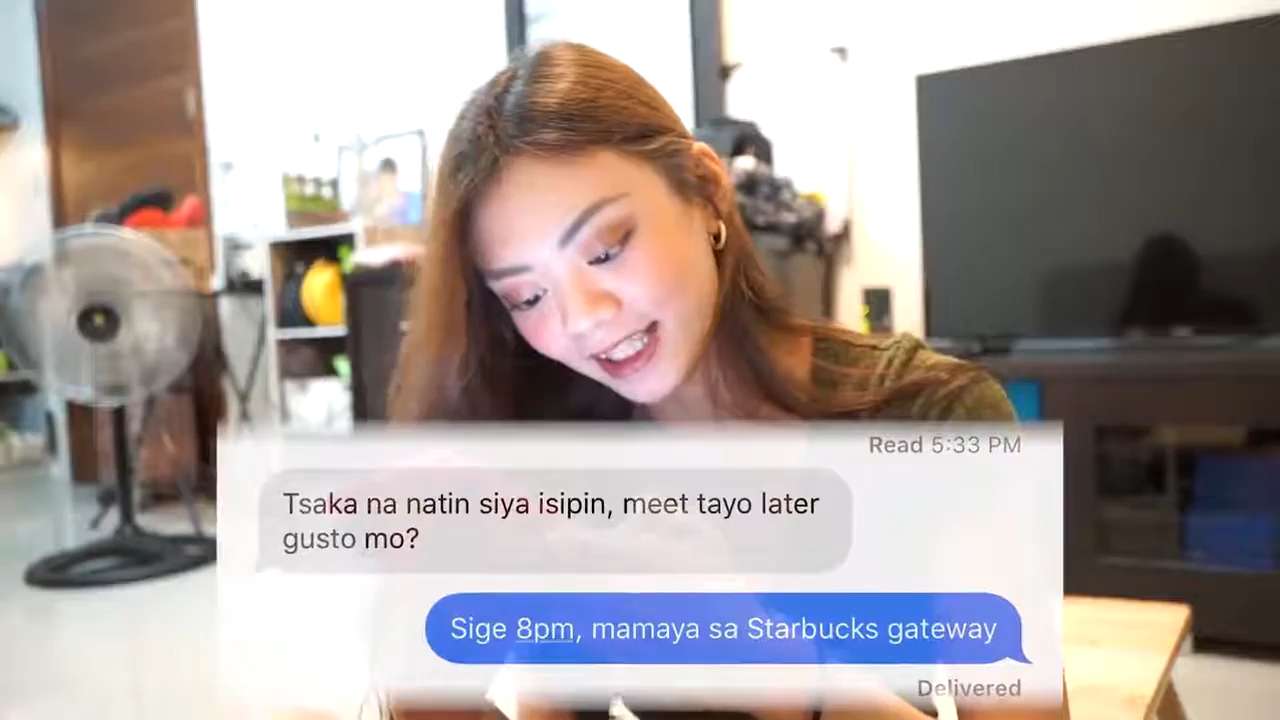 Read 5:33 PM
Tsaka na natin siya isipin, meet tayo later
gusto mo?
Sige 8pm, mamaya sa Starbucks gateway
Delivered